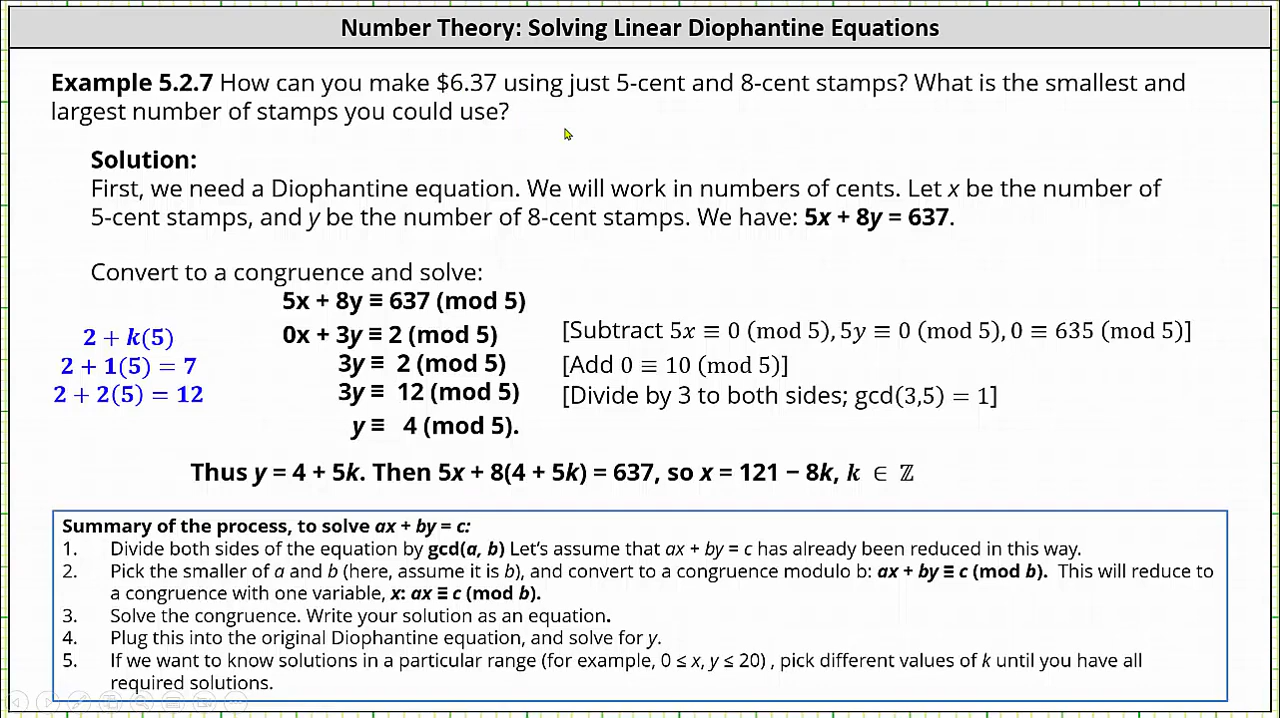 Number Theory: Solving Linear Diophantine Equations
Example 5.2.7 How can you make $6.37 using just 5-cent and 8-cent stamps? What is the smallest and
largest number of stamps you could use?
Solution:
First, we need a Diophantine equation. We will work in numbers of cents. Let x be the number of
5-cent stamps, and y be the number of 8-cent stamps. We have: 5x + 8y = 637.
Convert to a congruence and solve:
5x + 8y ≡ 637 (mod 5)
2 + k(5) 0x + 3y ≡ 2 (mod 5) [Subtract 5x ≡ 0 (mod 5), 5y ≡ 0 (mod 5), 0 ≡ 635 (mod 5)]
2 + 1(5) = 7 3y ≡ 2 (mod 5) [Add 0 ≡ 10 (mod 5)]
2 + 2(5) = 12 3y ≡ 12 (mod 5) [Divide by 3 to both sides; gcd(3,5) = 1]
y ≡ 4 (mod 5).
Thus y = 4 + 5k. Then 5x + 8(4 + 5k) = 637, so x = 121 − 8k, k ∈ ℤ
Summary of the process, to solve ax + by = c:
1. Divide both sides of the equation by gcd(a, b) Let's assume that ax + by = c has already been reduced in this way.
2. Pick the smaller of a and b (here, assume it is b), and convert to a congruence modulo b: ax + by ≡ c (mod b). This will reduce to
a congruence with one variable, x: ax ≡ c (mod b).
3. Solve the congruence. Write your solution as an equation.
4. Plug this into the original Diophantine equation, and solve for y.
5. If we want to know solutions in a particular range (for example, 0 ≤ x, y ≤ 20) , pick different values of k until you have all
required solutions.